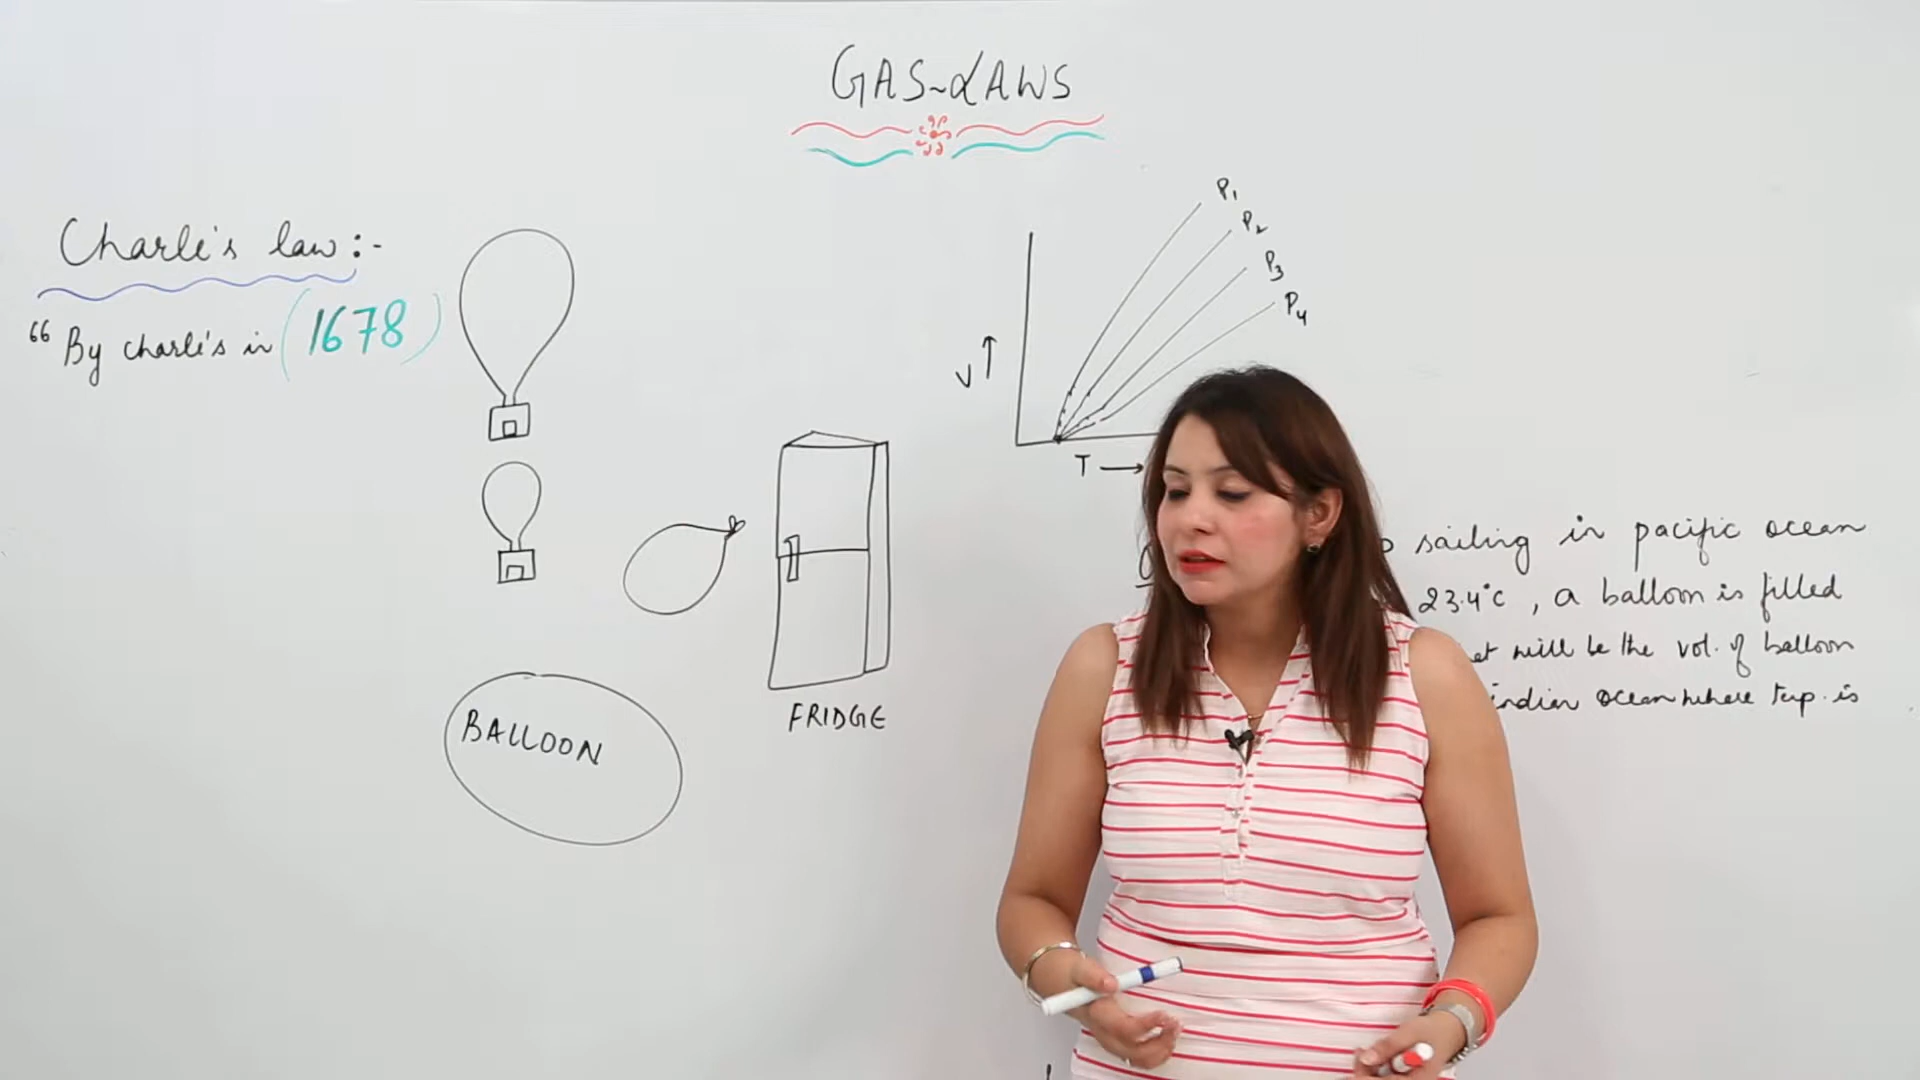 GAS~LAWS
Charle's law:-
"By charle's in (1678)
BALLOON
FRIDGE
P1
P2
P3
P4
V↑
T →
sailing in pacific ocean
23.4°C , a balloon is filled
will be the vol. of balloon
indian ocean where tep. is